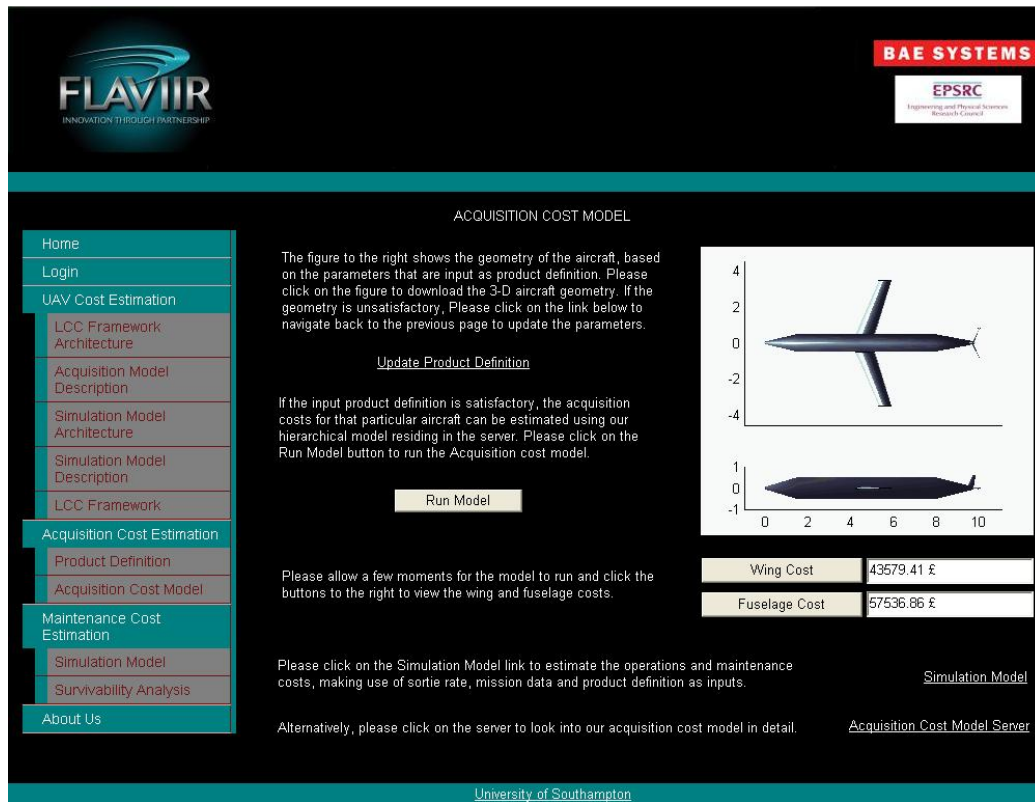 FLAVIIR
INNOVATION THROUGH PARTNERSHIP
BAE SYSTEMS
EPSRC
Engineering and Physical Sciences
Research Council
ACQUISITION COST MODEL
Home
Login
UAV Cost Estimation
LCC Framework
Architecture
Acquisition Model
Description
Simulation Model
Architecture
Simulation Model
Description
LCC Framework
Acquisition Cost Estimation
Product Definition
Acquisition Cost Model
Maintenance Cost
Estimation
Simulation Model
Survivability Analysis
About Us
The figure to the right shows the geometry of the aircraft, based
on the parameters that are input as product definition. Please
click on the figure to download the 3-D aircraft geometry. If the
geometry is unsatisfactory, Please click on the link below to
navigate back to the previous page to update the parameters.
Update Product Definition
If the input product definition is satisfactory, the acquisition
costs for that particular aircraft can be estimated using our
hierarchical model residing in the server. Please click on the
Run Model button to run the Acquisition cost model.
Run Model
4
2
0
-2
-4
1
0
-1
0 2 4 6 8 10
Please allow a few moments for the model to run and click the
buttons to the right to view the wing and fuselage costs.
Wing Cost 43579.41 £
Fuselage Cost 57536.86 £
Please click on the Simulation Model link to estimate the operations and maintenance
costs, making use of sortie rate, mission data and product definition as inputs.
Simulation Model
Alternatively, please click on the server to look into our acquisition cost model in detail.
Acquisition Cost Model Server
University of Southampton